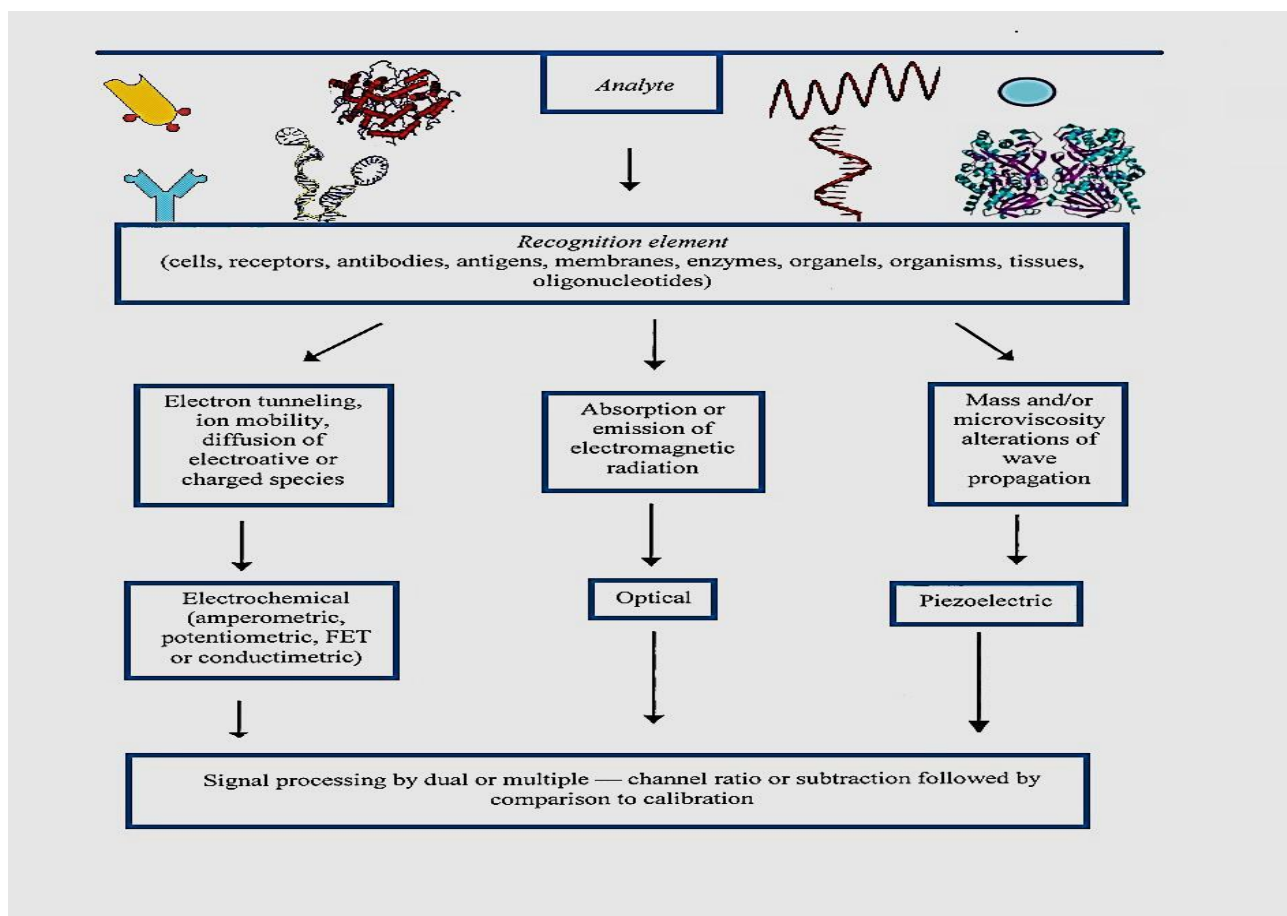 Analyte
Recognition element
(cells, receptors, antibodies, antigens, membranes, enzymes, organels, organisms, tissues,
oligonucleotides)
Electron tunneling,
ion mobility,
diffusion of
electroative or
charged species
Absorption or
emission of
electromagnetic
radiation
Mass and/or
microviscosity
alterations of
wave
propagation
Electrochemical
(amperometric,
potentiometric, FET
or conductimetric)
Optical
Piezoelectric
Signal processing by dual or multiple — channel ratio or subtraction followed by
comparison to calibration